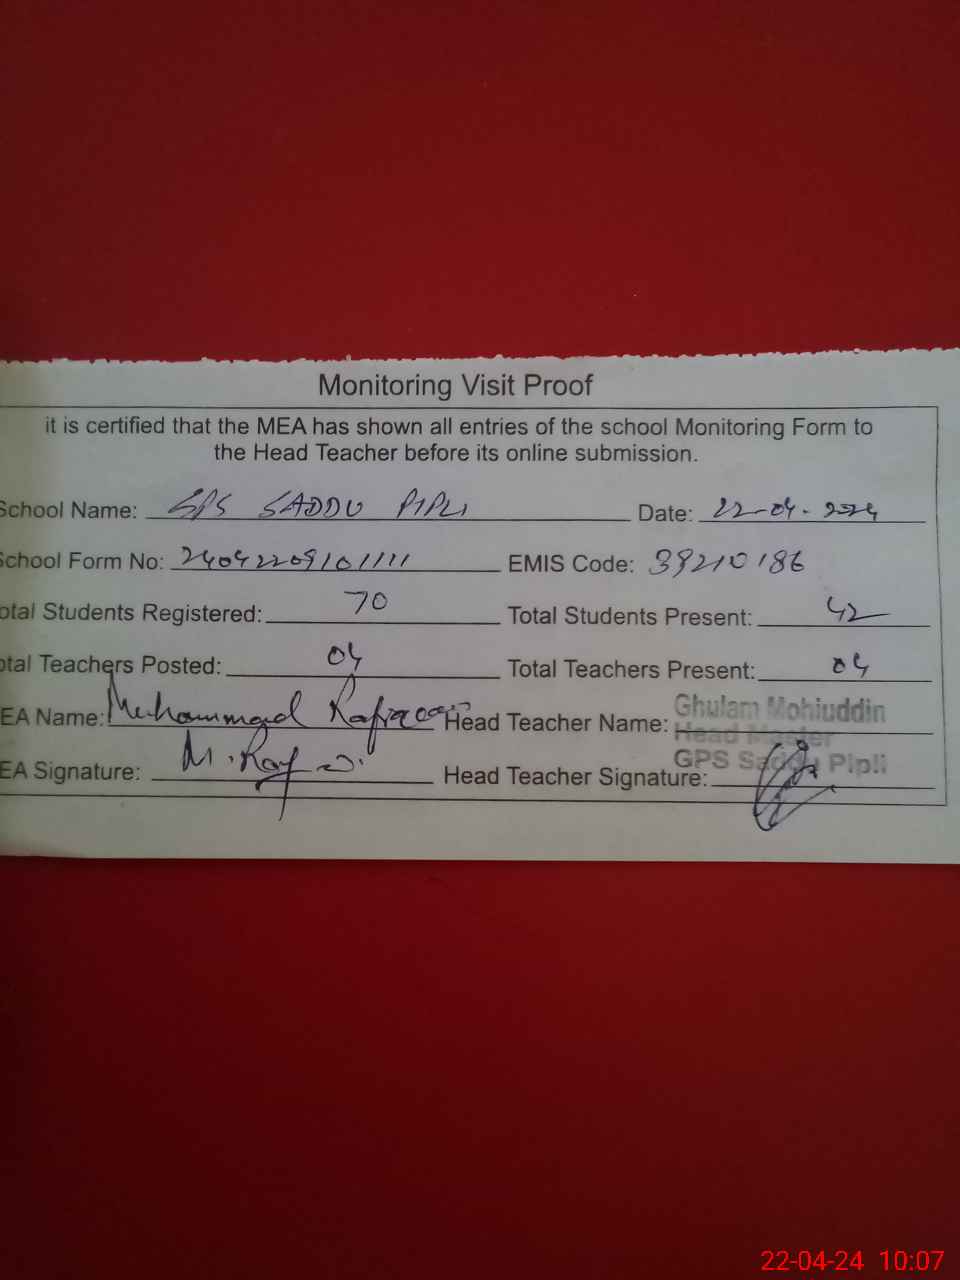 Monitoring Visit Proof
it is certified that the MEA has shown all entries of the school Monitoring Form to
the Head Teacher before its online submission.
School Name: GPS SADDU PIPLI Date: 22-04-2024
School Form No: 24042209101111 EMIS Code: 39210186
otal Students Registered: 70 Total Students Present: 42
otal Teachers Posted: 04 Total Teachers Present: 04
EA Name: Muhammad Head Teacher Name: Ghulam Mohiuddin
Head Master
GPS Saddu Pipli
EA Signature: Head Teacher Signature:
22-04-24 10:07